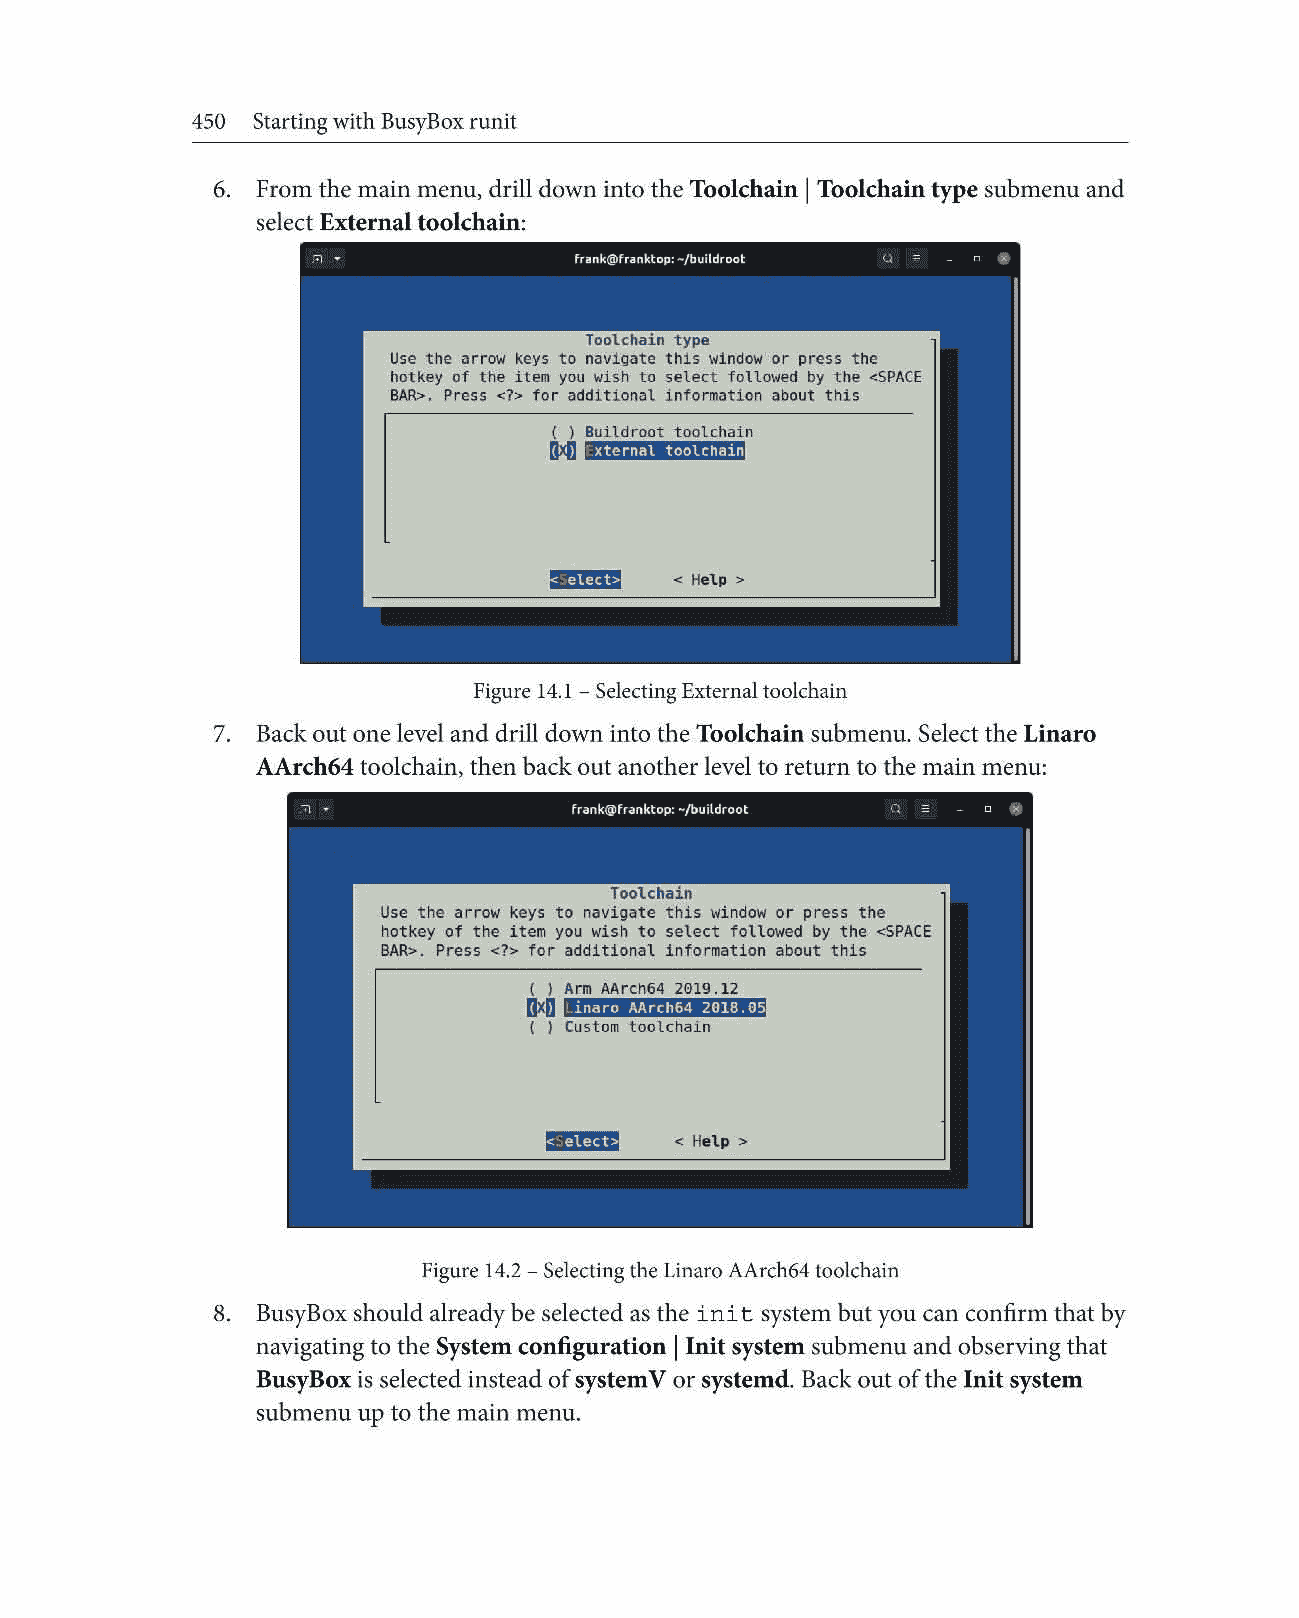 450 Starting with BusyBox runit
6. From the main menu, drill down into the Toolchain | Toolchain type submenu and
select External toolchain:
frank@franktop: ~/buildroot
Toolchain type
Use the arrow keys to navigate this window or press the
hotkey of the item you wish to select followed by the <SPACE
BAR>. Press <?> for additional information about this
( ) Buildroot toolchain
(X) External toolchain
<Select> < Help >
Figure 14.1 – Selecting External toolchain
7. Back out one level and drill down into the Toolchain submenu. Select the Linaro
AArch64 toolchain, then back out another level to return to the main menu:
frank@franktop: ~/buildroot
Toolchain
Use the arrow keys to navigate this window or press the
hotkey of the item you wish to select followed by the <SPACE
BAR>. Press <?> for additional information about this
( ) Arm AArch64 2019.12
(X) Linaro AArch64 2018.05
( ) Custom toolchain
<Select> < Help >
Figure 14.2 – Selecting the Linaro AArch64 toolchain
8. BusyBox should already be selected as the init system but you can confirm that by
navigating to the System configuration | Init system submenu and observing that
BusyBox is selected instead of systemV or systemd. Back out of the Init system
submenu up to the main menu.